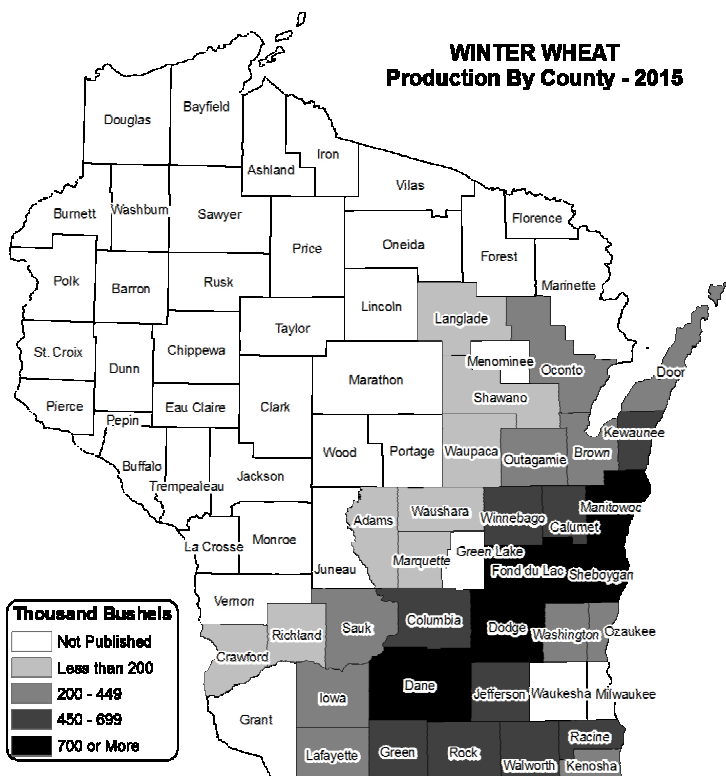 WINTER WHEAT
Production By County - 2015
Douglas
Bayfield
Ashland
Iron
Vilas
Burnett
Washburn
Sawyer
Price
Oneida
Florence
Forest
Marinette
Polk
Barron
Rusk
Lincoln
Langlade
Taylor
St. Croix
Dunn
Chippewa
Menominee
Oconto
Door
Marathon
Shawano
Pierce
Pepin
Eau Claire
Clark
Kewaunee
Wood
Portage
Waupaca
Outagamie
Brown
Buffalo
Trempealeau
Jackson
Adams
Waushara
Winnebago
Calumet
Manitowoc
La Crosse
Monroe
Juneau
Marquette
Green Lake
Fond du Lac
Sheboygan
Vernon
Richland
Sauk
Columbia
Dodge
Washington
Ozaukee
Crawford
Dane
Jefferson
Waukesha
Milwaukee
Iowa
Grant
Lafayette
Green
Rock
Walworth
Racine
Kenosha
Thousand Bushels
Not Published
Less than 200
200 - 449
450 - 699
700 or More